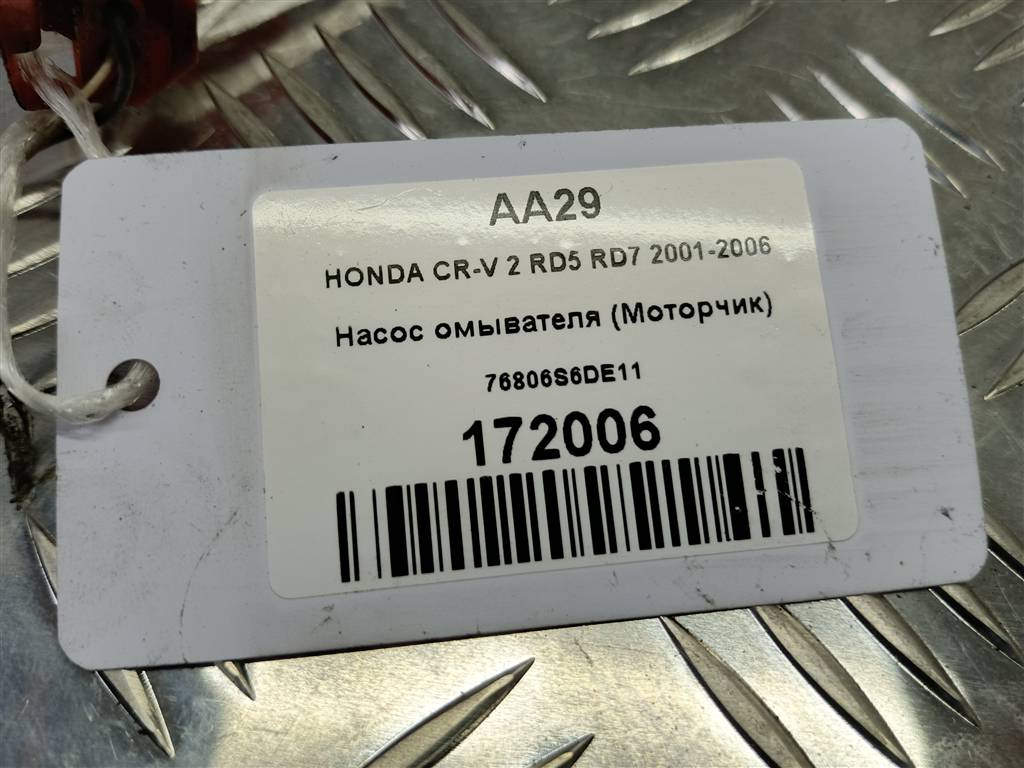 AA29
HONDA CR-V 2 RD5 RD7 2001-2006
Насос омывателя (Моторчик)
76806S6DE11
172006